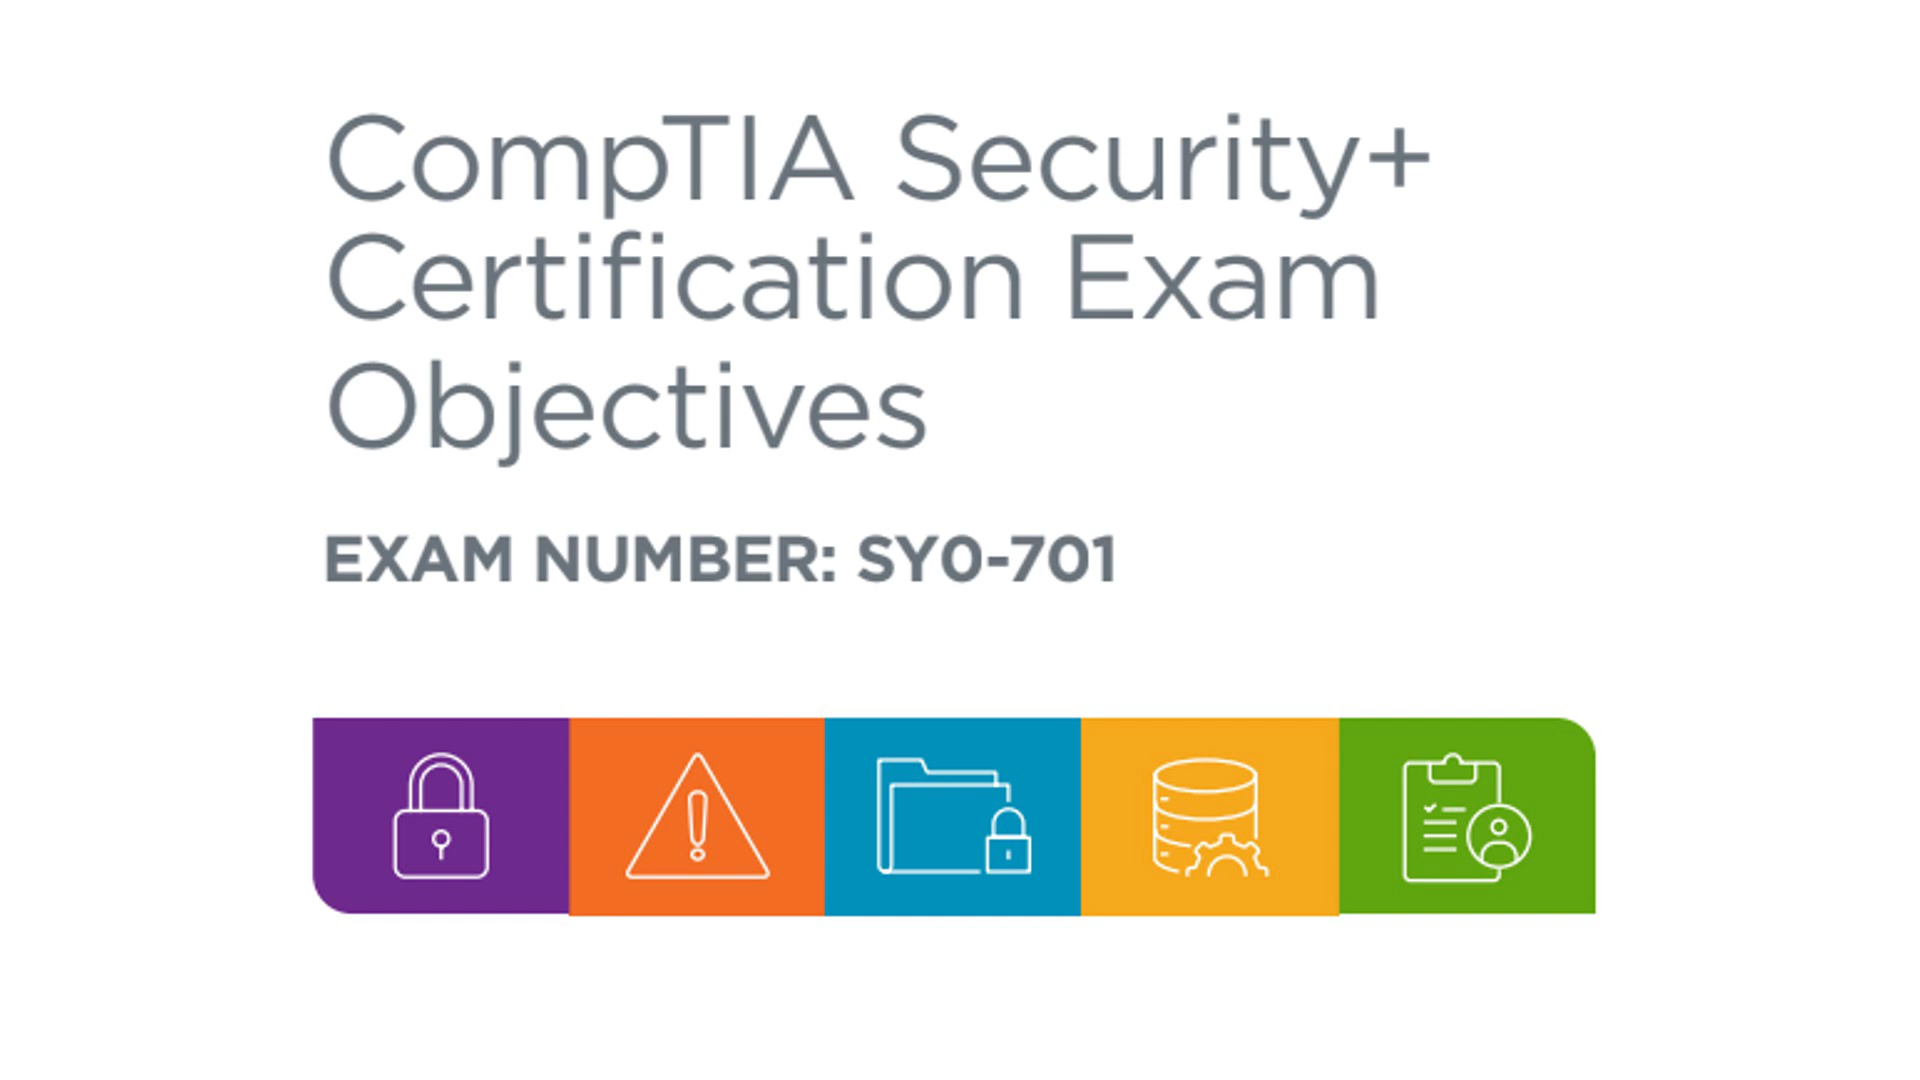 CompTIA Security+
Certification Exam
Objectives
EXAM NUMBER: SY0-701